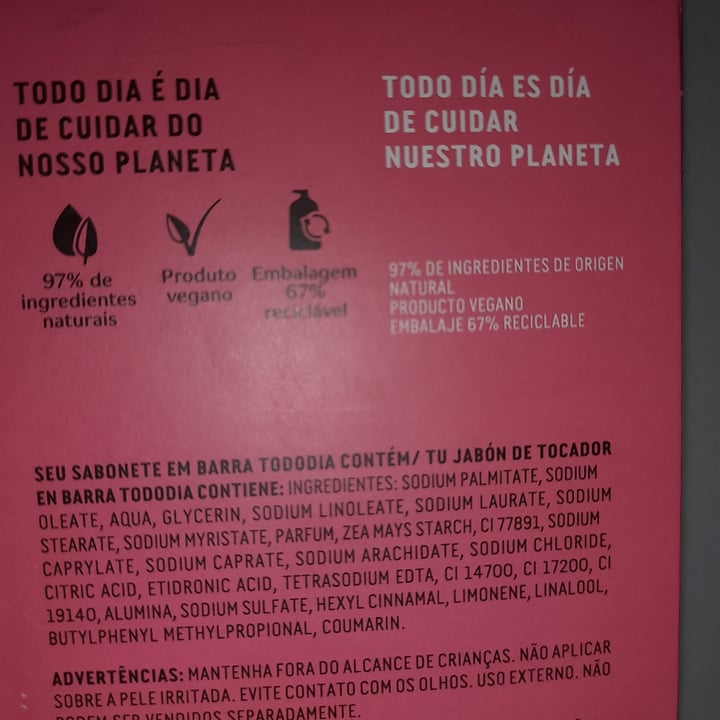 TODO DIA É DIA
DE CUIDAR DO
NOSSO PLANETA
97% de
ingredientes
naturais
Produto
vegano
Embalagem
67%
reciclável
TODO DÍA ES DÍA
DE CUIDAR
NUESTRO PLANETA
97% DE INGREDIENTES DE ORIGEN
NATURAL
PRODUCTO VEGANO
EMBALAJE 67% RECICLABLE
SEU SABONETE EM BARRA TODODIA CONTÉM/ TU JABÓN DE TOCADOR
EN BARRA TODODIA CONTIENE: INGREDIENTES: SODIUM PALMITATE, SODIUM
OLEATE, AQUA, GLYCERIN, SODIUM LINOLEATE, SODIUM LAURATE, SODIUM
STEARATE, SODIUM MYRISTATE, PARFUM, ZEA MAYS STARCH, CI 77891, SODIUM
CAPRYLATE, SODIUM CAPRATE, SODIUM ARACHIDATE, SODIUM CHLORIDE,
CITRIC ACID, ETIDRONIC ACID, TETRASODIUM EDTA, CI 14700, CI 17200, CI
19140, ALUMINA, SODIUM SULFATE, HEXYL CINNAMAL, LIMONENE, LINALOOL,
BUTYLPHENYL METHYLPROPIONAL, COUMARIN.
ADVERTÊNCIAS: MANTENHA FORA DO ALCANCE DE CRIANÇAS. NÃO APLICAR
SOBRE A PELE IRRITADA. EVITE CONTATO COM OS OLHOS. USO EXTERNO. NÃO
PODEM SER VENDIDOS SEPARADAMENTE.